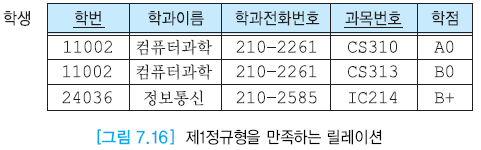 학생
학번 학과이름 학과전화번호 과목번호 학점
11002 컴퓨터과학 210-2261 CS310 A0
11002 컴퓨터과학 210-2261 CS313 B0
24036 정보통신 210-2585 IC214 B+
[그림 7.16] 제1정규형을 만족하는 릴레이션